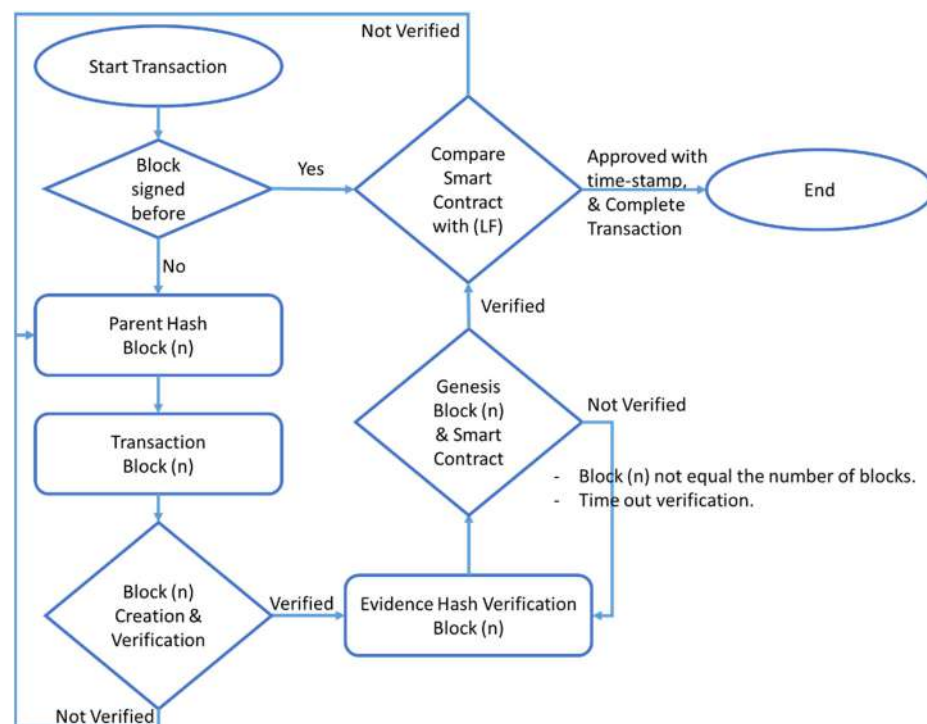 Not Verified
Start Transaction
Block
signed
before
Yes
Compare
Smart
Contract
with (LF)
Approved with
time-stamp,
& Complete
Transaction
End
No
Parent Hash
Block (n)
Verified
Transaction
Block (n)
Genesis
Block (n)
& Smart
Contract
Not Verified
- Block (n) not equal the number of blocks.
- Time out verification.
Block (n)
Creation &
Verification
Verified
Evidence Hash Verification
Block (n)
Not Verified